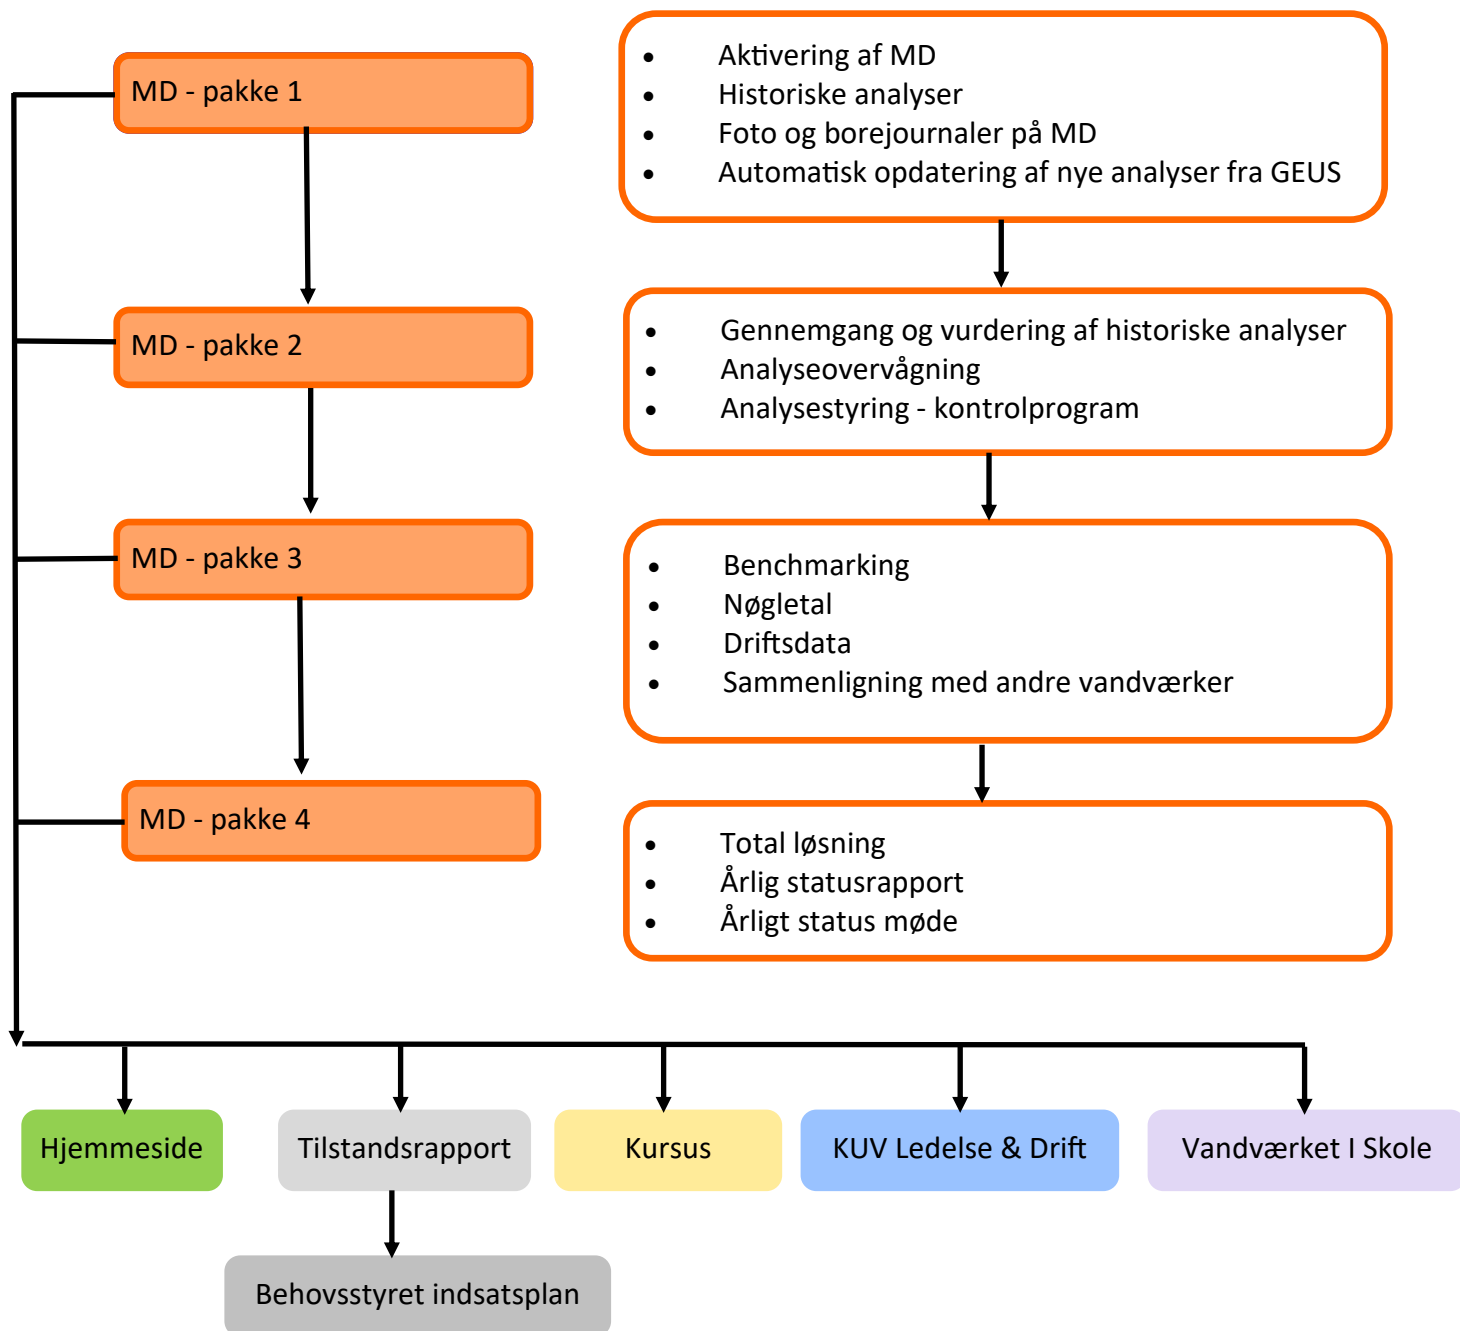 MD - pakke 1
• Aktivering af MD
• Historiske analyser
• Foto og borejournaler på MD
• Automatisk opdatering af nye analyser fra GEUS
MD - pakke 2
• Gennemgang og vurdering af historiske analyser
• Analyseovervågning
• Analysestyring - kontrolprogram
MD - pakke 3
• Benchmarking
• Nøgletal
• Driftsdata
• Sammenligning med andre vandværker
MD - pakke 4
• Total løsning
• Årlig statusrapport
• Årligt status møde
Hjemmeside
Tilstandsrapport
Kursus
KUV Ledelse & Drift
Vandværket I Skole
Behovsstyret indsatsplan